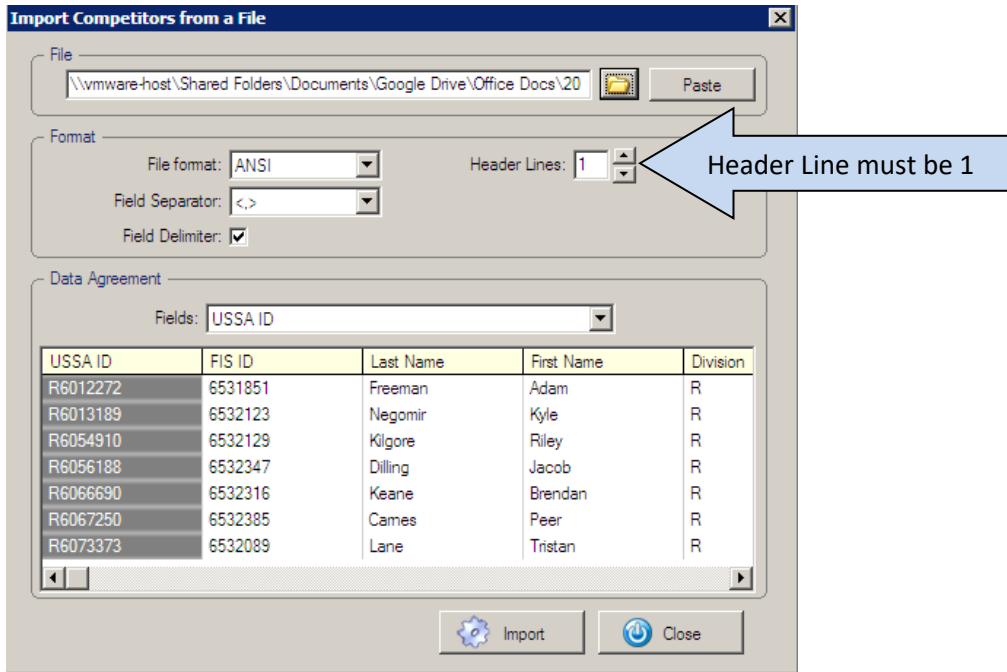 Import Competitors from a File
File
\\vmware-host\Shared Folders\Documents\Google Drive\Office Docs\20
Paste
Format
File format: ANSI
Header Lines: 1
Header Line must be 1
Field Separator: <,>
Field Delimiter:
Data Agreement
Fields: USSA ID
USSA ID FIS ID Last Name First Name Division
R6012272 6531851 Freeman Adam R
R6013189 6532123 Negomir Kyle R
R6054910 6532129 Kilgore Riley R
R6056188 6532347 Dilling Jacob R
R6066690 6532316 Keane Brendan R
R6067250 6532385 Carnes Peer R
R6073373 6532089 Lane Tristan R
Import
Close